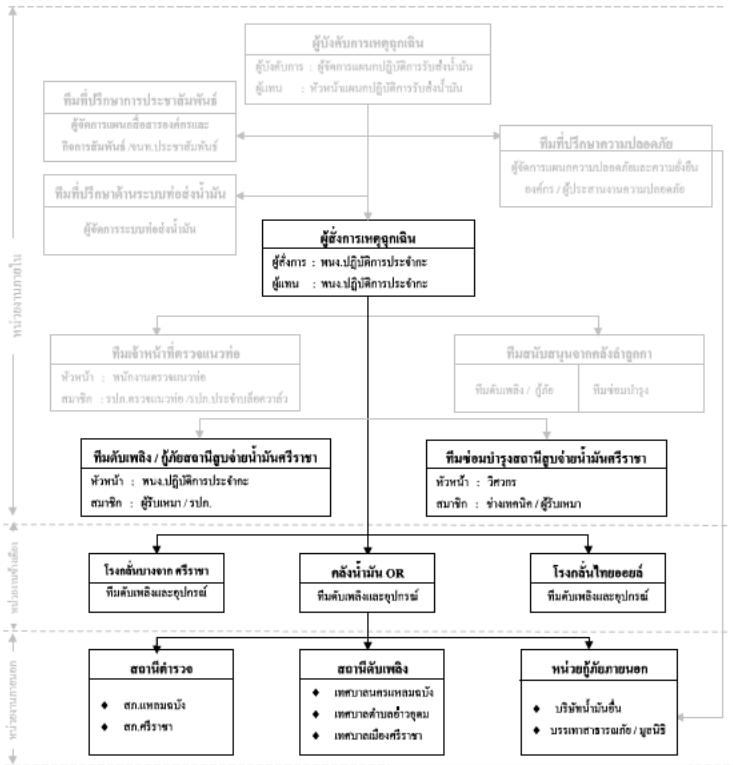 ผู้บังคับการเหตุฉุกเฉิน
ผู้บังคับการ : ผู้จัดการแผนกปฏิบัติการรับส่งน้ำมัน
ผู้แทน : หัวหน้าแผนกปฏิบัติการรับส่งน้ำมัน
ทีมที่ปรึกษาการประชาสัมพันธ์
ผู้จัดการแผนกสื่อสารองค์กรและ
กิจการสัมพันธ์ /จนท.ประชาสัมพันธ์
ทีมที่ปรึกษาความปลอดภัย
ผู้จัดการแผนกความปลอดภัยและความยั่งยืน
องค์กร / ผู้ประสานงานความปลอดภัย
ทีมที่ปรึกษาด้านระบบท่อส่งน้ำมัน
ผู้จัดการระบบท่อส่งน้ำมัน
ผู้สั่งการเหตุฉุกเฉิน
ผู้สั่งการ : พนง.ปฏิบัติการประจำกะ
ผู้แทน : พนง.ปฏิบัติการประจำกะ
หน่วยงานภายใน
ทีมเจ้าหน้าที่ตรวจแนวท่อ
หัวหน้า : พนักงานตรวจแนวท่อ
สมาชิก : รปภ.ตรวจแนวท่อ /รปภ.ประจำบล็อควาล์ว
ทีมสนับสนุนจากคลังลำลูกกา
ทีมดับเพลิง / กู้ภัย
ทีมซ่อมบำรุง
ทีมดับเพลิง / กู้ภัยสถานีสูบจ่ายน้ำมันศรีราชา
หัวหน้า : พนง.ปฏิบัติการประจำกะ
สมาชิก : ผู้รับเหมา / รปภ.
ทีมซ่อมบำรุงสถานีสูบจ่ายน้ำมันศรีราชา
หัวหน้า : วิศวกร
สมาชิก : ช่างเทคนิค / ผู้รับเหมา
หน่วยงานข้างเคียง
โรงกลั่นบางจาก ศรีราชา
ทีมดับเพลิงและอุปกรณ์
คลังน้ำมัน OR
ทีมดับเพลิงและอุปกรณ์
โรงกลั่นไทยออยล์
ทีมดับเพลิงและอุปกรณ์
หน่วยงานภายนอก
สถานีตำรวจ
♦ สภ.แหลมฉบัง
♦ สภ.ศรีราชา
สถานีดับเพลิง
♦ เทศบาลนครแหลมฉบัง
♦ เทศบาลตำบลอ่าวอุดม
♦ เทศบาลเมืองศรีราชา
หน่วยกู้ภัยภายนอก
♦ บริษัทน้ำมันอื่น
♦ บรรเทาสาธารณภัย / มูลนิธิ